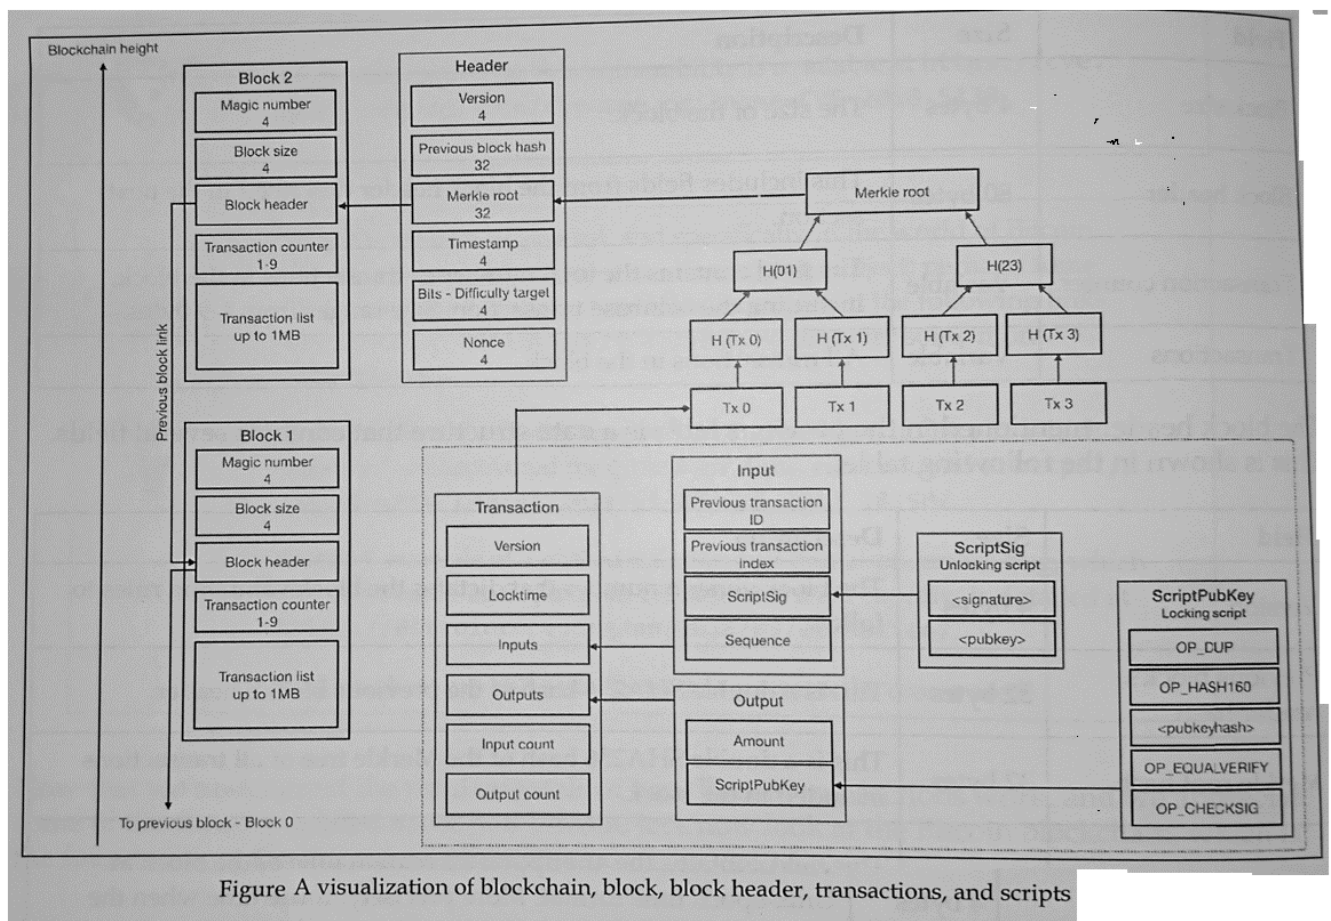 Blockchain height
Block 2
Magic number
4
Block size
4
Block header
Transaction counter
1-9
Transaction list
up to 1MB
Header
Version
4
Previous block hash
32
Merkle root
32
Timestamp
4
Bits - Difficulty target
4
Nonce
4
Merkle root
H(01)
H(23)
H (Tx 0)
H (Tx 1)
H (Tx 2)
H (Tx 3)
Tx 0
Tx 1
Tx 2
Tx 3
Previous block link
Block 1
Magic number
4
Block size
4
Block header
Transaction counter
1-9
Transaction list
up to 1MB
To previous block - Block 0
Transaction
Version
Locktime
Inputs
Outputs
Input count
Output count
Input
Previous transaction
ID
Previous transaction
index
ScriptSig
Sequence
Output
Amount
ScriptPubKey
ScriptSig
Unlocking script
<signature
<pubkey>
ScriptPubKey
Locking script
OP_DUP
OP_HASH160
<pubkeyhash>
OP_EQUALVERIFY
OP_CHECKSIG
Figure A visualization of blockchain, block, block header, transactions, and scripts